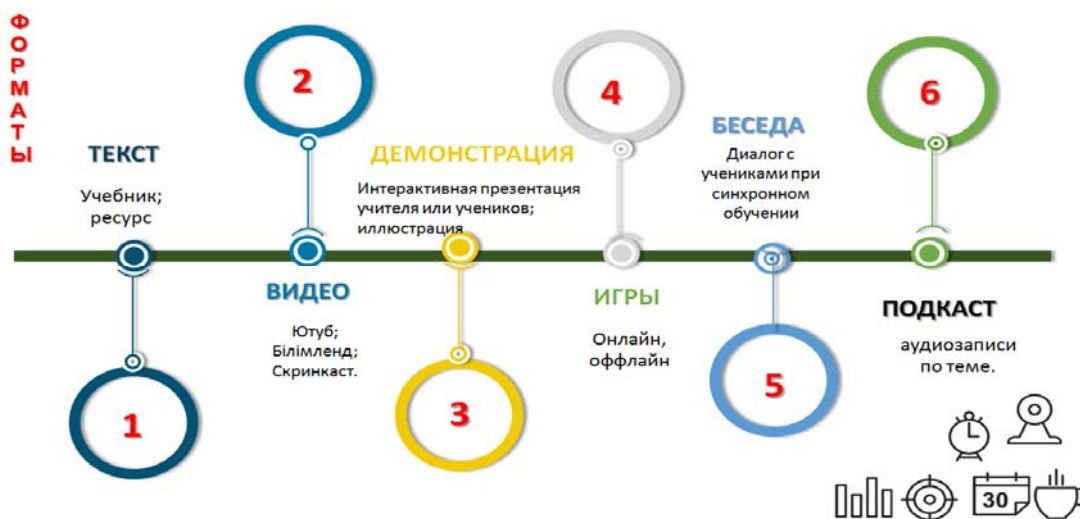 ФОРМАТЫ
1
ТЕКСТ
Учебник;
ресурс
2
ВИДЕО
Ютуб;
Білімленд;
Скринкаст.
3
ДЕМОНСТРАЦИЯ
Интерактивная презентация
учителя или учеников;
иллюстрация
4
ИГРЫ
Онлайн,
оффлайн
5
БЕСЕДА
Диалог с
учениками при
синхронном
обучении
6
ПОДКАСТ
аудиозаписи
по теме.
30